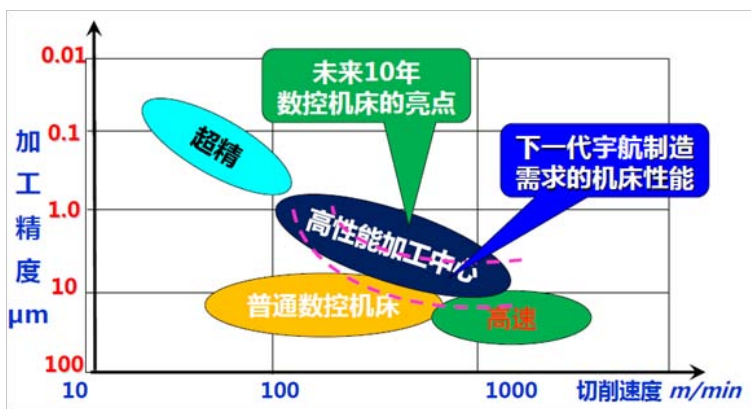 0.01
未来10年
数控机床的亮点
加工精度
μm
0.1
超精
下一代宇航制造
需求的机床性能
1.0
高性能加工中心
10
普通数控机床
高速
100
10
100
1000
切削速度 m/min